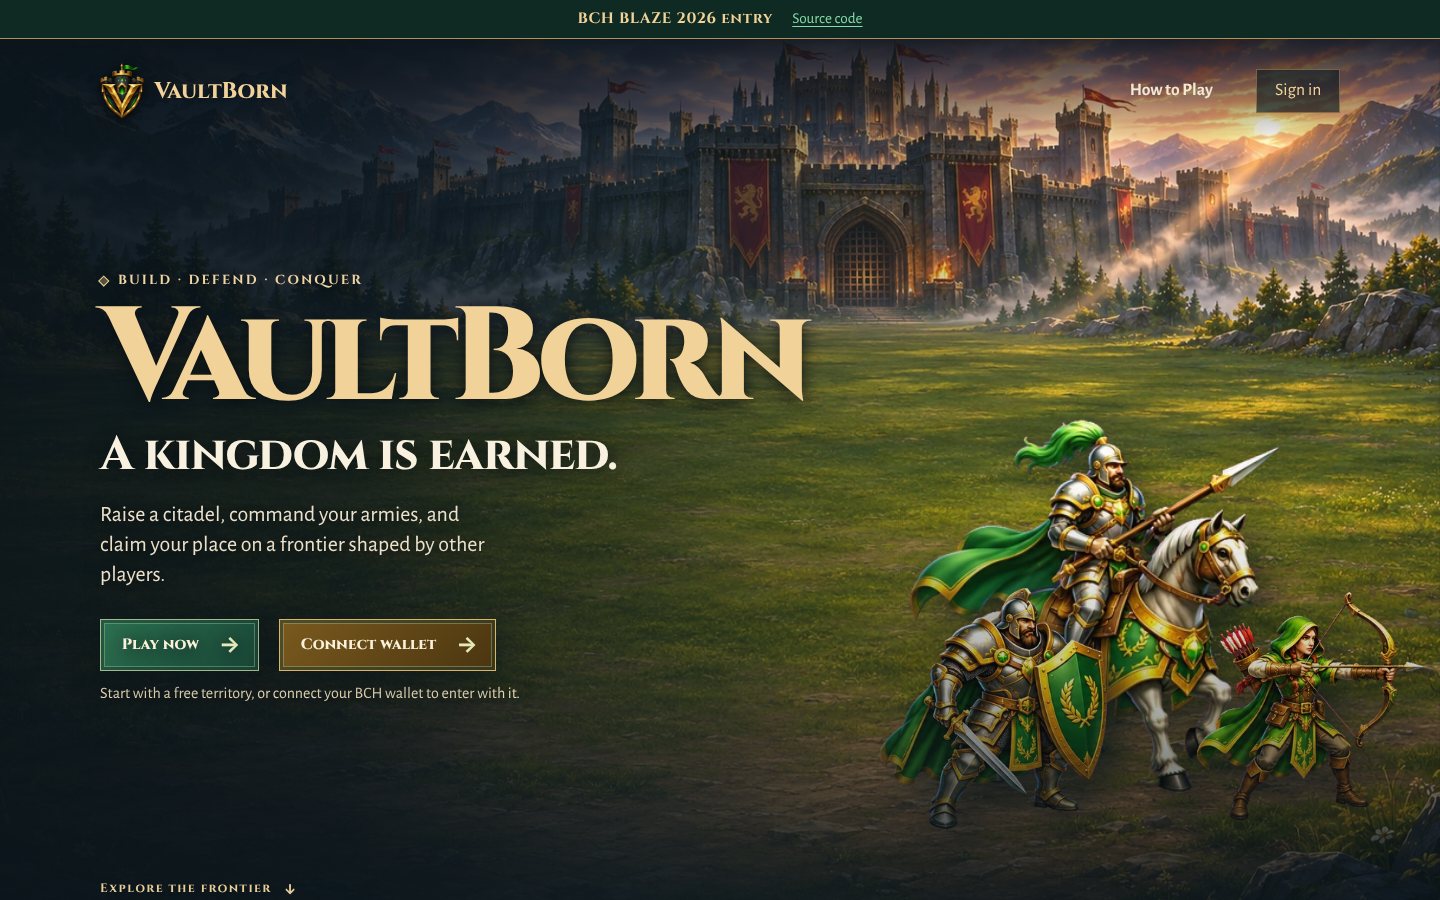 BCH BLAZE 2026 ENTRY Source code
VAULTBORN
How to Play
Sign in
BUILD · DEFEND · CONQUER
VAULTBORN
A KINGDOM IS EARNED.
Raise a citadel, command your armies, and
claim your place on a frontier shaped by other
players.
PLAY NOW →
CONNECT WALLET →
Start with a free territory, or connect your BCH wallet to enter with it.
EXPLORE THE FRONTIER ↓